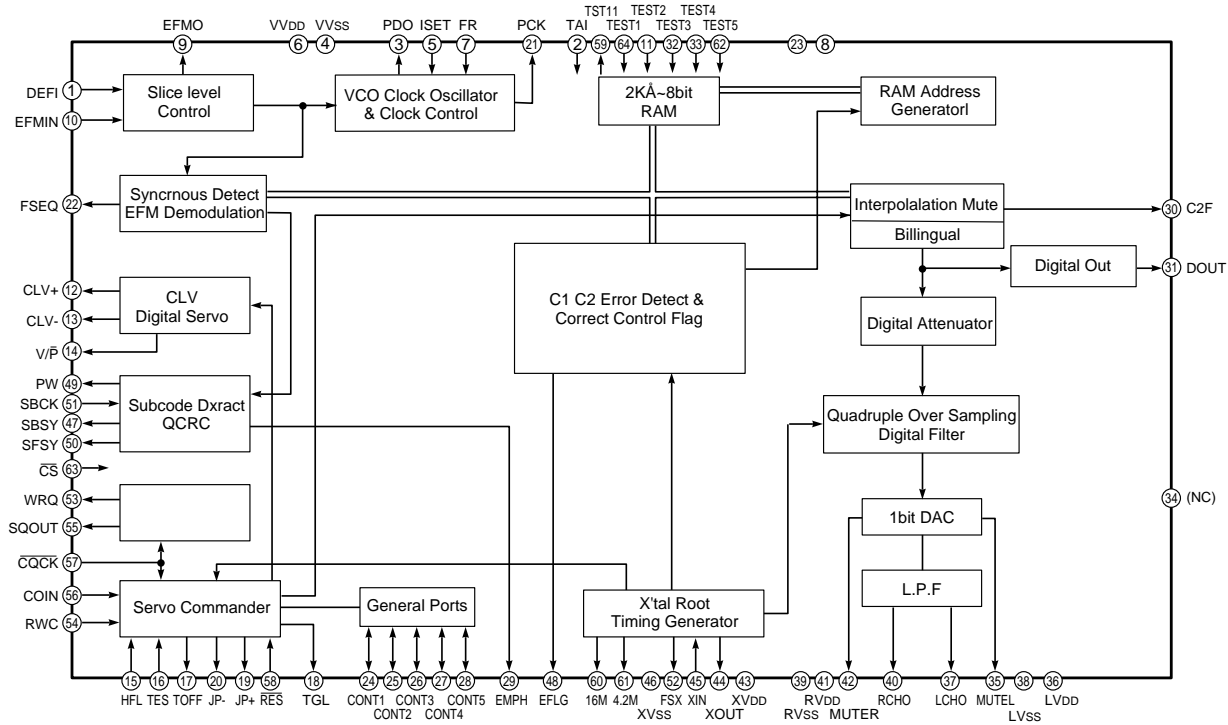 EFMO
VVDD
VVSS
PDO
ISET
FR
PCK
TAI
TST11
TEST1
TEST2
TEST3
TEST4
TEST5
9
6
4
3
5
7
21
2
59
64
11
32
33
62
23
8
DEFI 1
EFMIN 10
Slice level
Control
VCO Clock Oscillator
& Clock Control
2KÅ~8bit
RAM
RAM Address
Generatorl
FSEQ 22
Syncrnous Detect
EFM Demodulation
Interpolalation Mute
Billingual
30 C2F
Digital Out
31 DOUT
CLV+ 12
CLV- 13
V/P̅ 14
CLV
Digital Servo
C1 C2 Error Detect &
Correct Control Flag
Digital Attenuator
PW 49
SBCK 51
SBSY 47
SFSY 50
Subcode Dxract
QCRC
Quadruple Over Sampling
Digital Filter
C̅S̅ 63
WRQ 53
SQOUT 55
C̅Q̅C̅K̅ 57
1bit DAC
34 (NC)
COIN 56
RWC 54
Servo Commander
General Ports
X'tal Root
Timing Generator
L.P.F
15
16
17
20
19
58
18
24
25
26
27
28
29
48
60
61
46
52
45
44
43
39
41
42
40
37
35
38
36
HFL
TES
TOFF
JP-
JP+
R̅E̅S̅
TGL
CONT1
CONT2
CONT3
CONT4
CONT5
EMPH
EFLG
16M
4.2M
XVSS
FSX
XIN
XOUT
XVDD
RVSS
RVDD
MUTER
RCHO
LCHO
MUTEL
LVSS
LVDD